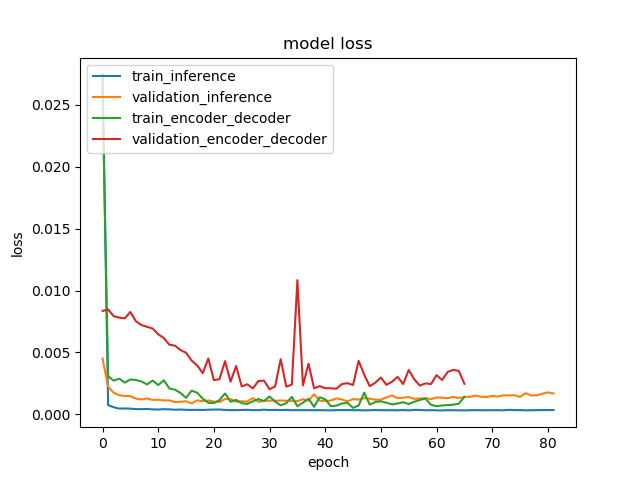 model loss
train_inference
validation_inference
train_encoder_decoder
validation_encoder_decoder
0.025
0.020
0.015
0.010
0.005
0.000
loss
0 10 20 30 40 50 60 70 80
epoch